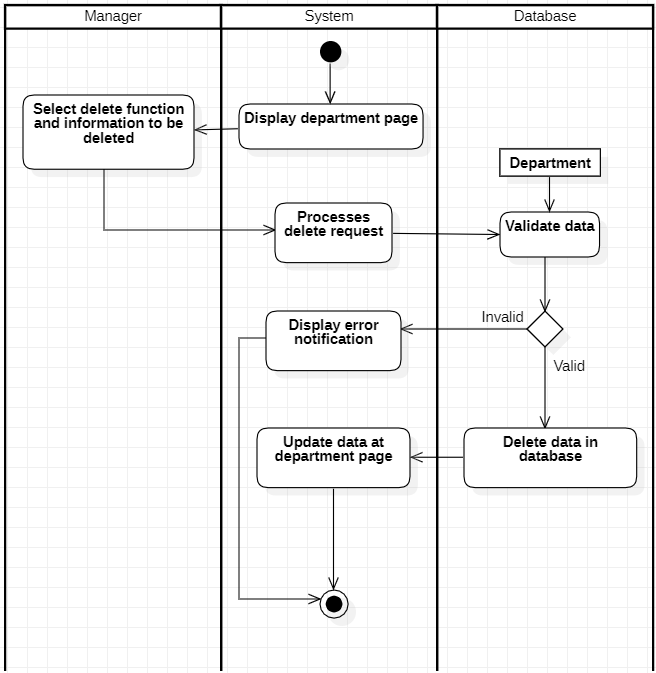 Manager
System
Database
Select delete function
and information to be
deleted
Display department page
Department
Processes
delete request
Validate data
Invalid
Display error
notification
Valid
Update data at
department page
Delete data in
database